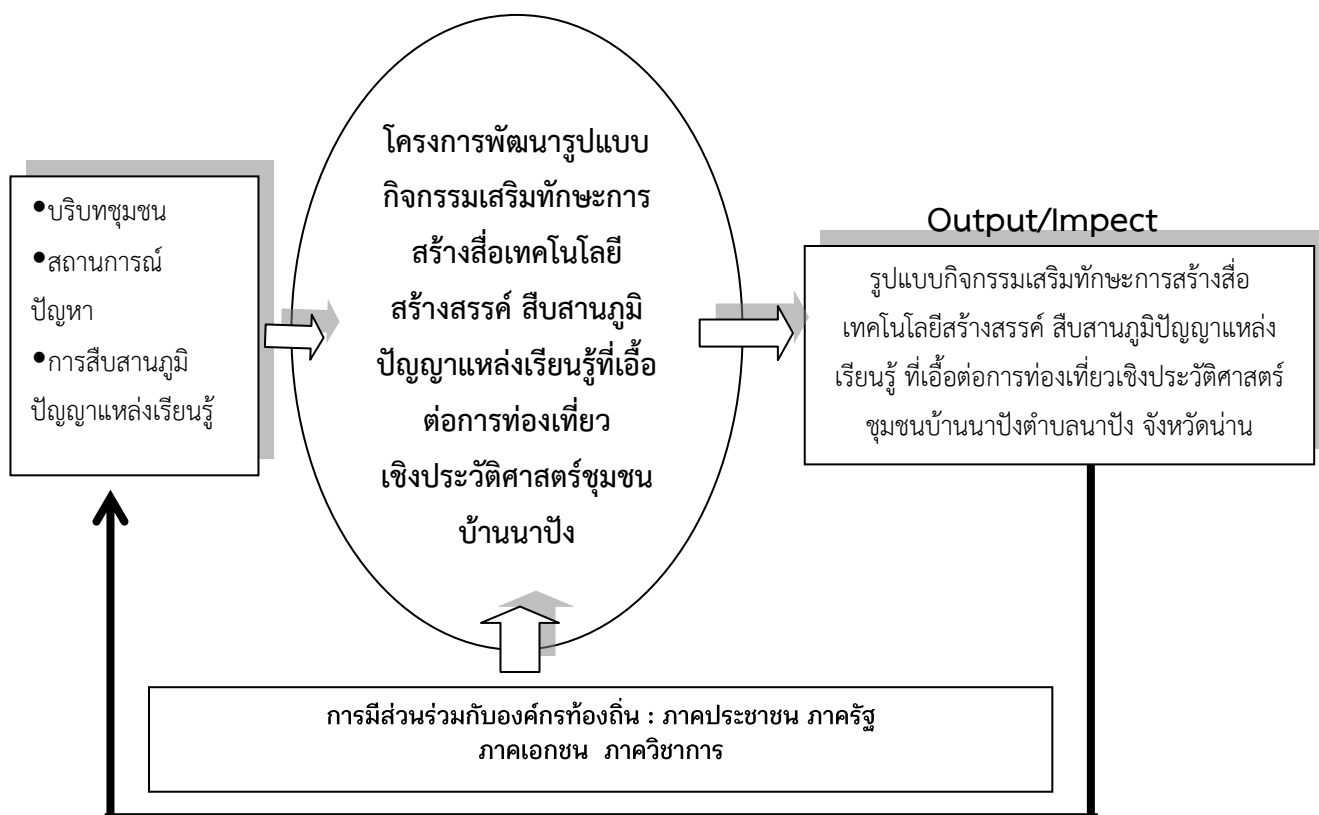 •บริบทชุมชน
•สถานการณ์
ปัญหา
•การสืบสานภูมิ
ปัญญาแหล่งเรียนรู้
โครงการพัฒนารูปแบบ
กิจกรรมเสริมทักษะการ
สร้างสื่อเทคโนโลยี
สร้างสรรค์ สืบสานภูมิ
ปัญญาแหล่งเรียนรู้ที่เอื้อ
ต่อการท่องเที่ยว
เชิงประวัติศาสตร์ชุมชน
บ้านนาปัง
Output/Impect
รูปแบบกิจกรรมเสริมทักษะการสร้างสื่อ
เทคโนโลยีสร้างสรรค์ สืบสานภูมิปัญญาแหล่ง
เรียนรู้ ที่เอื้อต่อการท่องเที่ยวเชิงประวัติศาสตร์
ชุมชนบ้านนาปังตำบลนาปัง จังหวัดน่าน
การมีส่วนร่วมกับองค์กรท้องถิ่น : ภาคประชาชน ภาครัฐ
ภาคเอกชน ภาควิชาการ